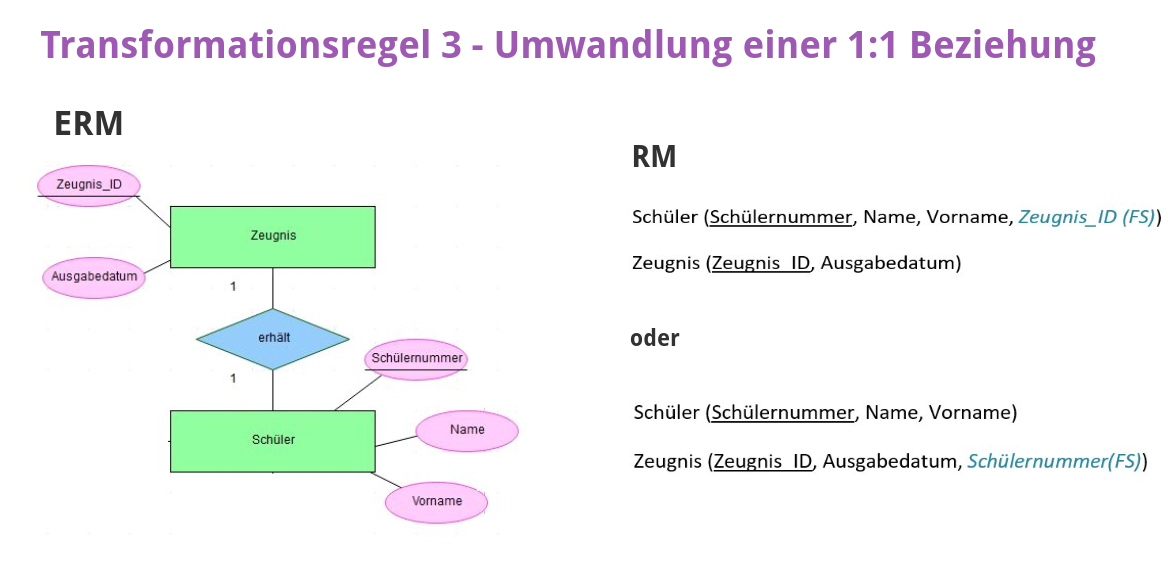 Transformationsregel 3 - Umwandlung einer 1:1 Beziehung
ERM
Zeugnis_ID
Zeugnis
Ausgabedatum
1
erhält
1
Schülernummer
Schüler
Name
Vorname
RM
Schüler (Schülernummer, Name, Vorname, Zeugnis_ID (FS))
Zeugnis (Zeugnis_ID, Ausgabedatum)
oder
Schüler (Schülernummer, Name, Vorname)
Zeugnis (Zeugnis_ID, Ausgabedatum, Schülernummer(FS))